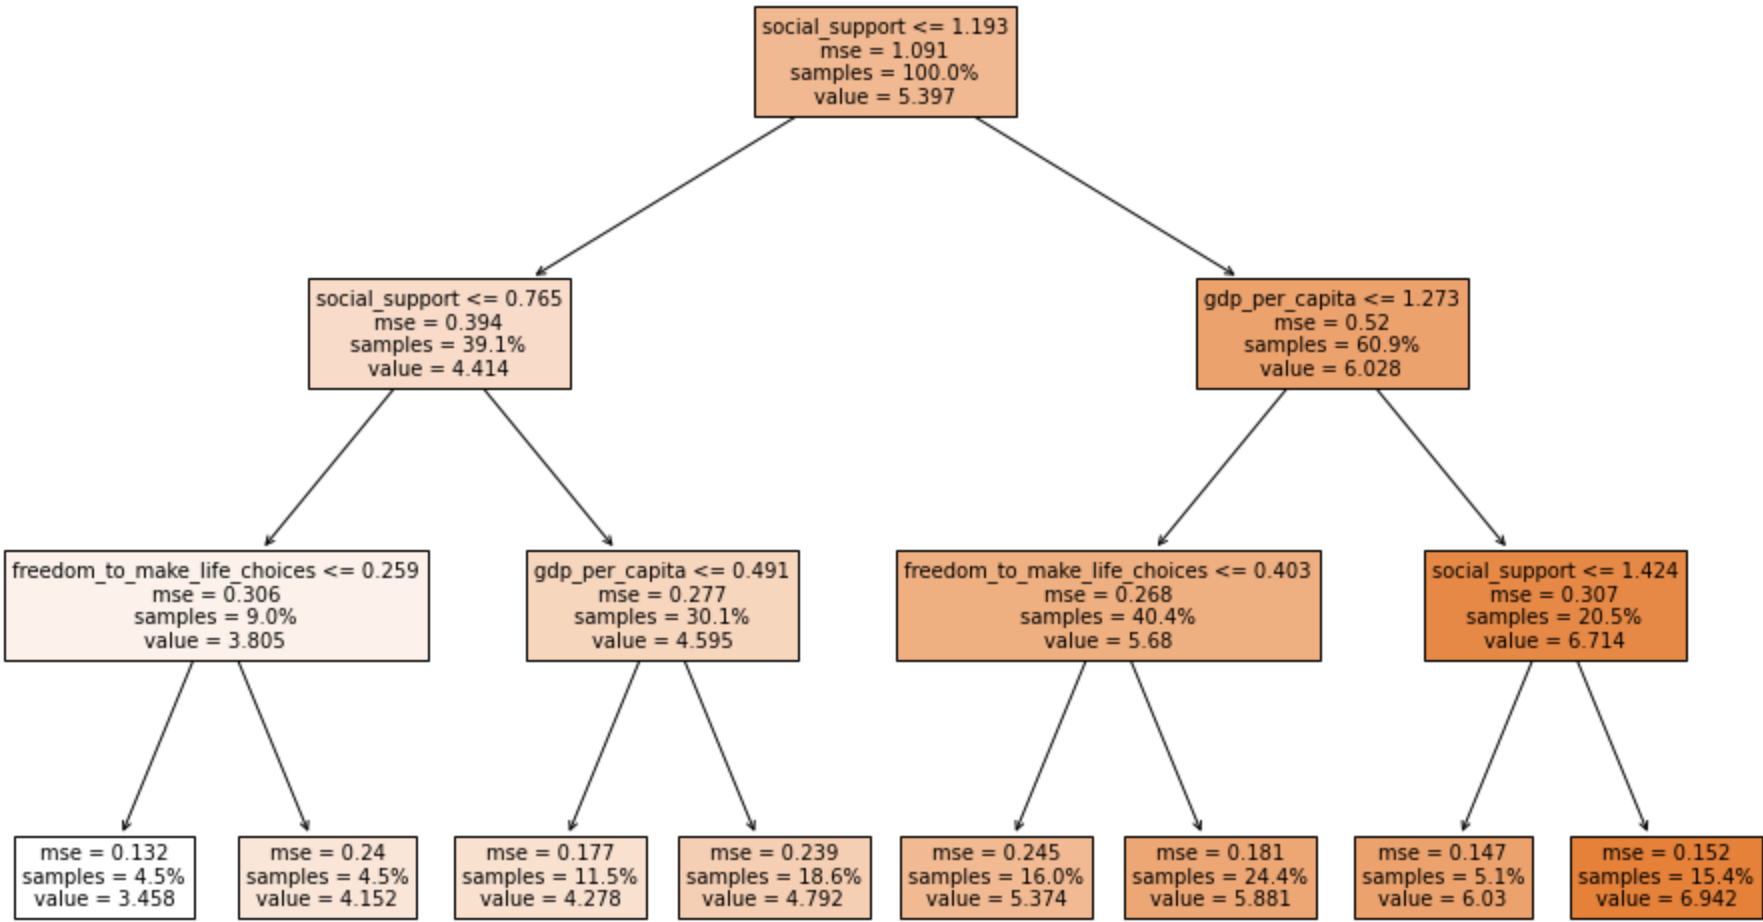 social_support <= 1.193
mse = 1.091
samples = 100.0%
value = 5.397
social_support <= 0.765
mse = 0.394
samples = 39.1%
value = 4.414
gdp_per_capita <= 1.273
mse = 0.52
samples = 60.9%
value = 6.028
freedom_to_make_life_choices <= 0.259
mse = 0.306
samples = 9.0%
value = 3.805
gdp_per_capita <= 0.491
mse = 0.277
samples = 30.1%
value = 4.595
freedom_to_make_life_choices <= 0.403
mse = 0.268
samples = 40.4%
value = 5.68
social_support <= 1.424
mse = 0.307
samples = 20.5%
value = 6.714
mse = 0.132
samples = 4.5%
value = 3.458
mse = 0.24
samples = 4.5%
value = 4.152
mse = 0.177
samples = 11.5%
value = 4.278
mse = 0.239
samples = 18.6%
value = 4.792
mse = 0.245
samples = 16.0%
value = 5.374
mse = 0.181
samples = 24.4%
value = 5.881
mse = 0.147
samples = 5.1%
value = 6.03
mse = 0.152
samples = 15.4%
value = 6.942